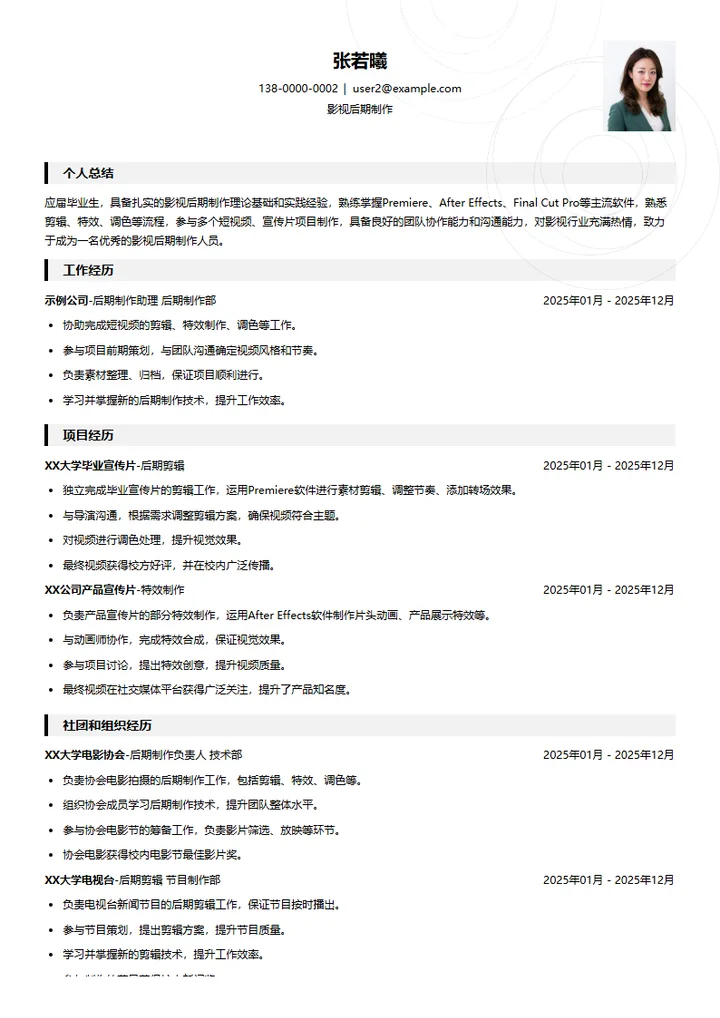 张若曦
138-0000-0002 | user2@example.com
影视后期制作
个人总结
应届毕业生，具备扎实的影视后期制作理论基础和实践经验，熟练掌握Premiere、After Effects、Final Cut Pro等主流软件，熟悉
剪辑、特效、调色等流程，参与多个短视频、宣传片项目制作，具备良好的团队协作能力和沟通能力，对影视行业充满热情，致力
于成为一名优秀的影视后期制作人员。
工作经历
示例公司-后期制作助理 后期制作部 2025年01月 - 2025年12月
• 协助完成短视频的剪辑、特效制作、调色等工作。
• 参与项目前期策划，与团队沟通确定视频风格和节奏。
• 负责素材整理、归档，保证项目顺利进行。
• 学习并掌握新的后期制作技术，提升工作效率。
项目经历
XX大学毕业宣传片-后期剪辑 2025年01月 - 2025年12月
• 独立完成毕业宣传片的剪辑工作，运用Premiere软件进行素材剪辑、调整节奏、添加转场效果。
• 与导演沟通，根据需求调整剪辑方案，确保视频符合主题。
• 对视频进行调色处理，提升视觉效果。
• 最终视频获得校方好评，并在校内广泛传播。
XX公司产品宣传片-特效制作 2025年01月 - 2025年12月
• 负责产品宣传片的部分特效制作，运用After Effects软件制作片头动画、产品展示特效等。
• 与动画师协作，完成特效合成，保证视觉效果。
• 参与项目讨论，提出特效创意，提升视频质量。
• 最终视频在社交媒体平台获得广泛关注，提升了产品知名度。
社团和组织经历
XX大学电影协会-后期制作负责人 技术部 2025年01月 - 2025年12月
• 负责协会电影拍摄的后期制作工作，包括剪辑、特效、调色等。
• 组织协会成员学习后期制作技术，提升团队整体水平。
• 参与协会电影节的筹备工作，负责影片筛选、放映等环节。
• 协会电影获得校内电影节最佳影片奖。
XX大学电视台-后期剪辑 节目制作部 2025年01月 - 2025年12月
• 负责电视台新闻节目的后期剪辑工作，保证节目按时播出。
• 参与节目策划，提出剪辑方案，提升节目质量。
• 学习并掌握新的剪辑技术，提升工作效率。